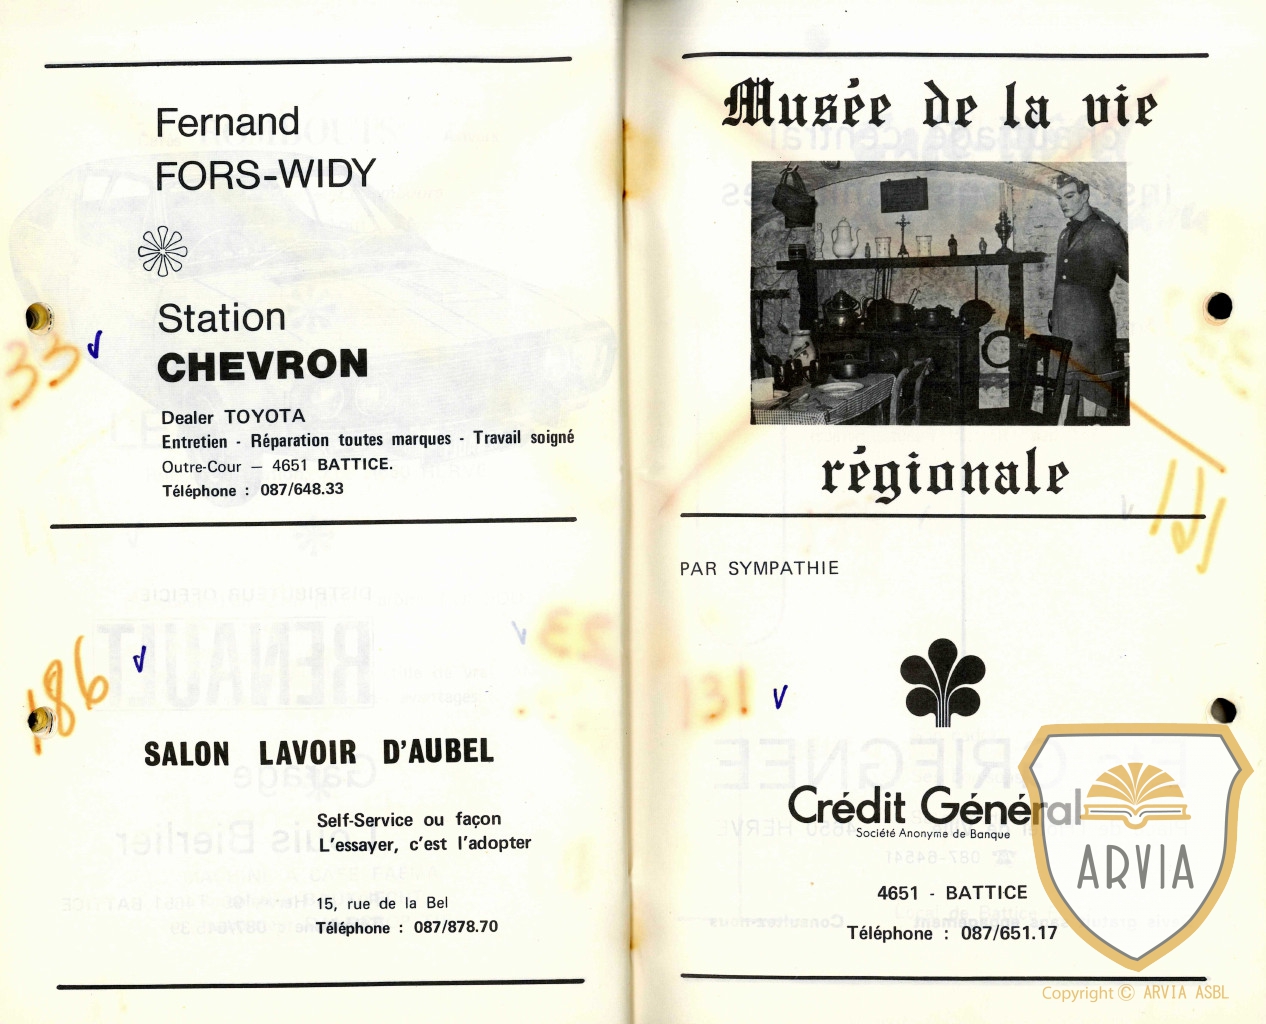 Fernand
FORS-WIDY
Station
CHEVRON
Dealer TOYOTA
Entretien - Réparation toutes marques - Travail soigné
Outre-Cour — 4651 BATTICE.
Téléphone : 087/648.33
33
186
SALON LAVOIR D'AUBEL
Self-Service ou façon
L'essayer, c'est l'adopter
15, rue de la Bel
Téléphone : 087/878.70
Musée de la vie
régionale
121
PAR SYMPATHIE
131
Crédit Général
Société Anonyme de Banque
4651 - BATTICE
Téléphone : 087/651.17
ARVIA
Copyright © ARVIA ASBL